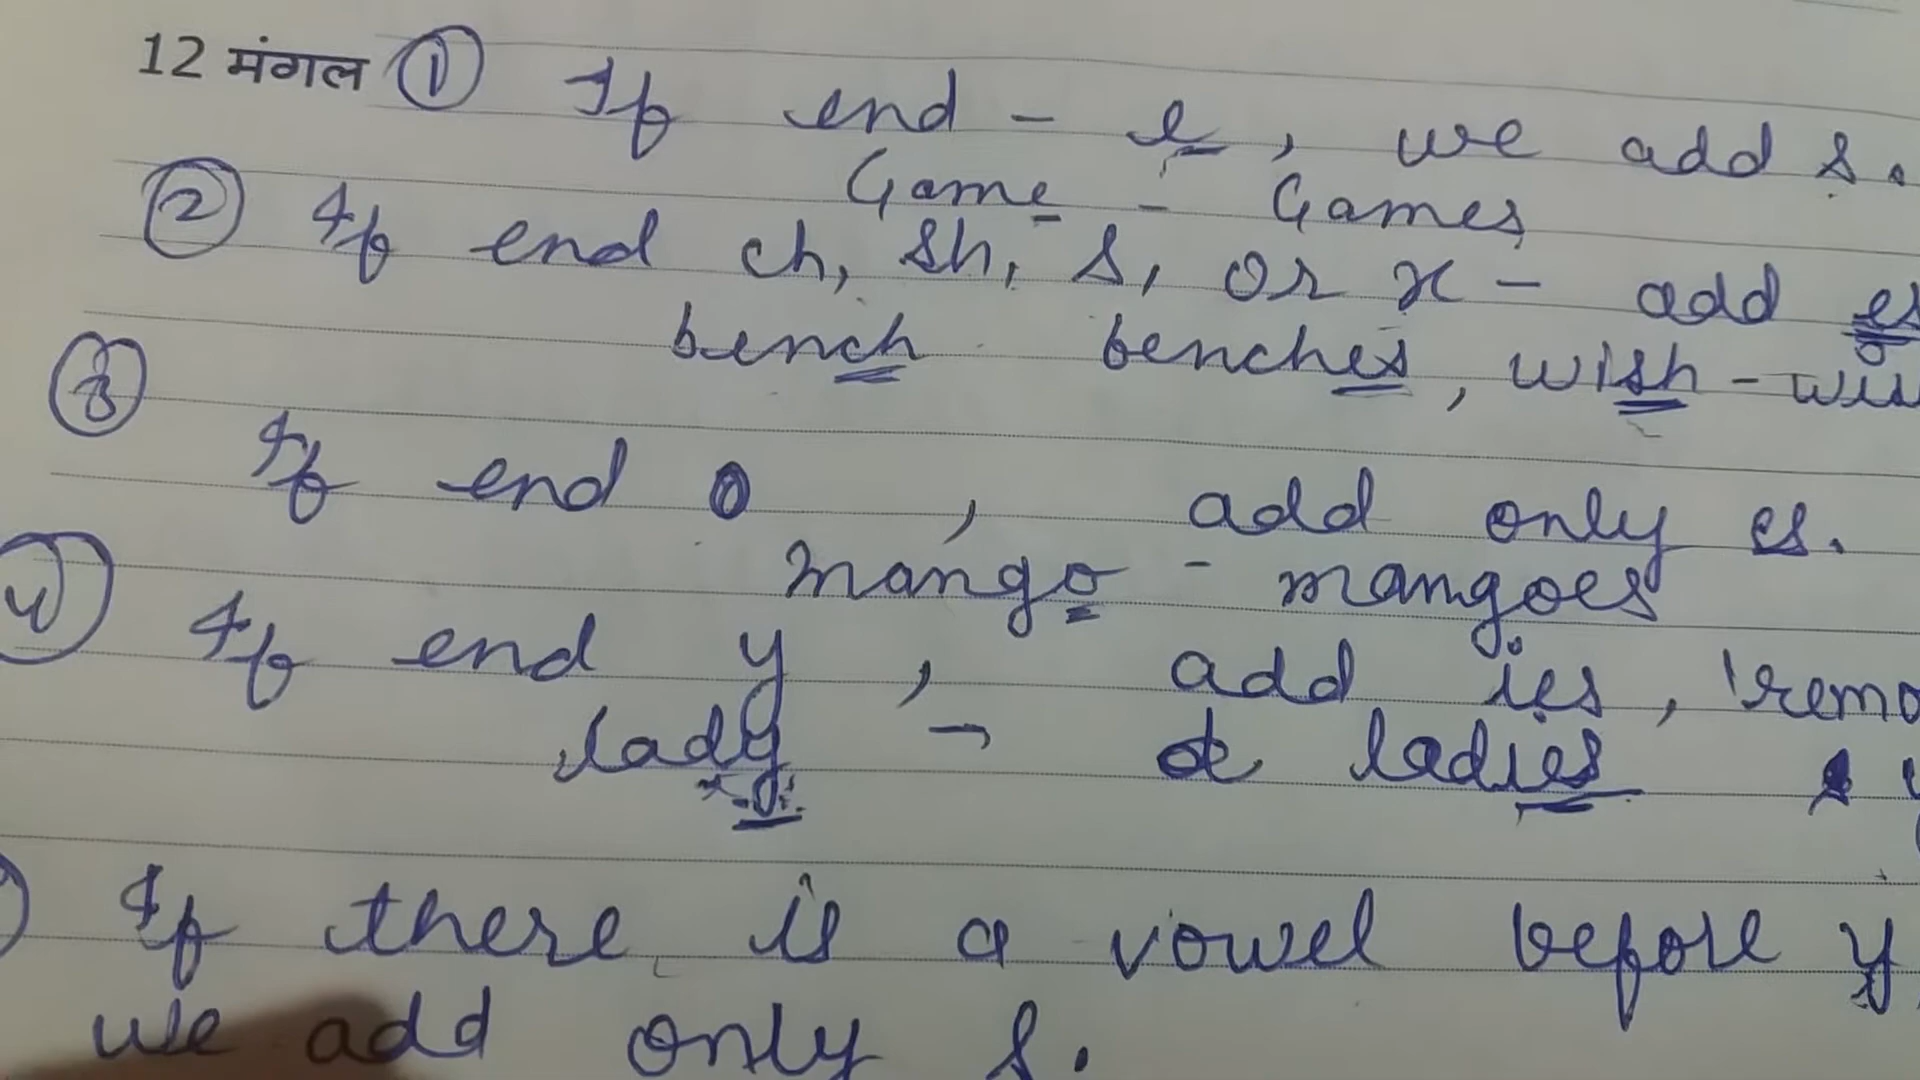 12 मंगल ① If end - e, we add s.
Game - Games
② If end ch, sh, s, or x - add es
bench benches, wish -
③
If end o, add only es.
mango - mangoes
④ If end y, add ies,
lady - ladies
If there is a vowel before y
we add only s.